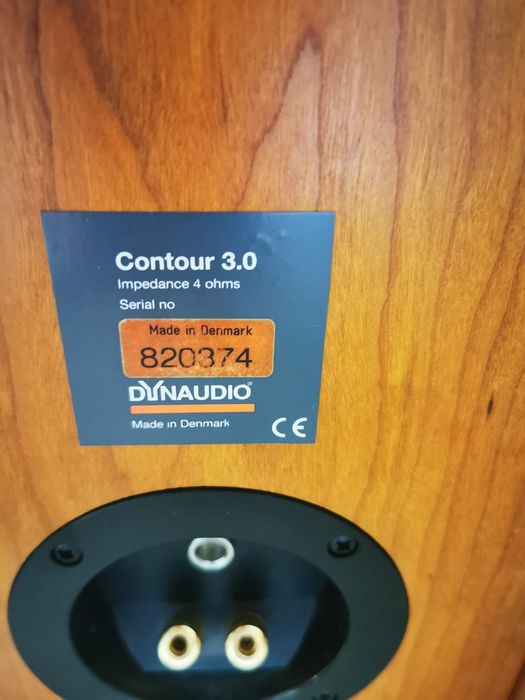 Contour 3.0
Impedance 4 ohms
Serial no
Made in Denmark
820374
DYNAUDIO®
Made in Denmark
CE